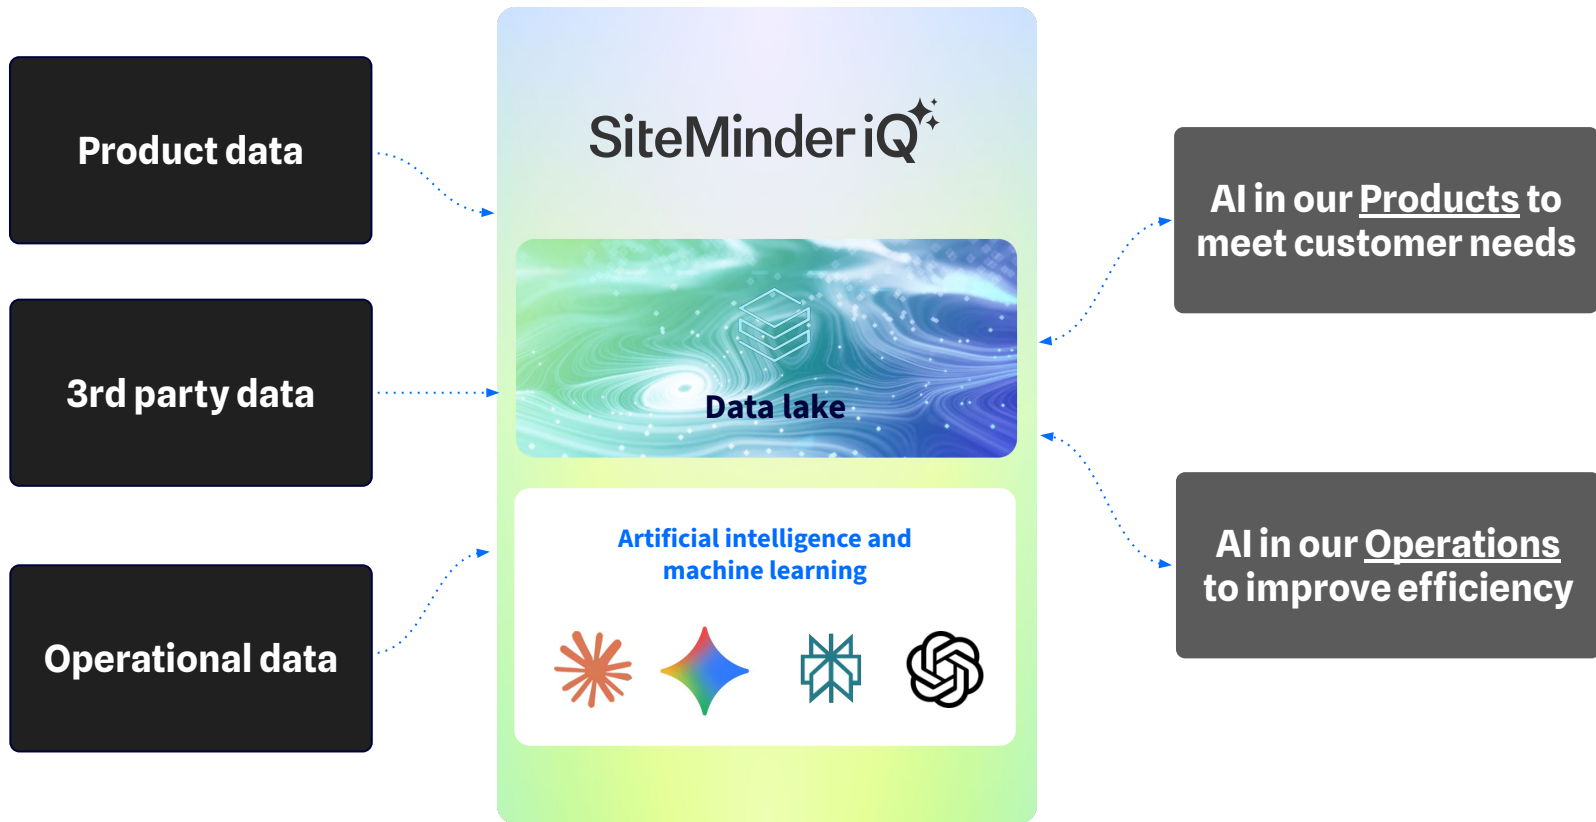 Product data
3rd party data
Operational data
SiteMinder iQ
Data lake
Artificial intelligence and
machine learning
AI in our Products to
meet customer needs
AI in our Operations
to improve efficiency